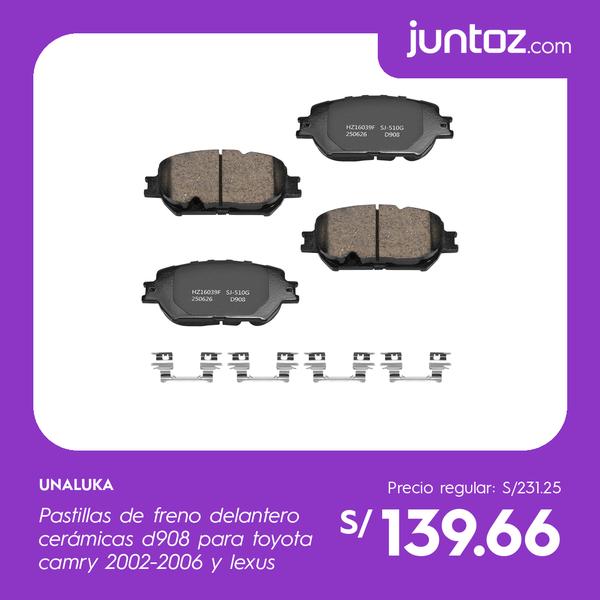 juntoz.com
HZ16039F SJ-510G
250626 D908
HZ16039F SJ-510G
250626 D908
UNALUKA
Pastillas de freno delantero
cerámicas d908 para toyota
camry 2002-2006 y lexus
Precio regular: S/231.25
S/139.66